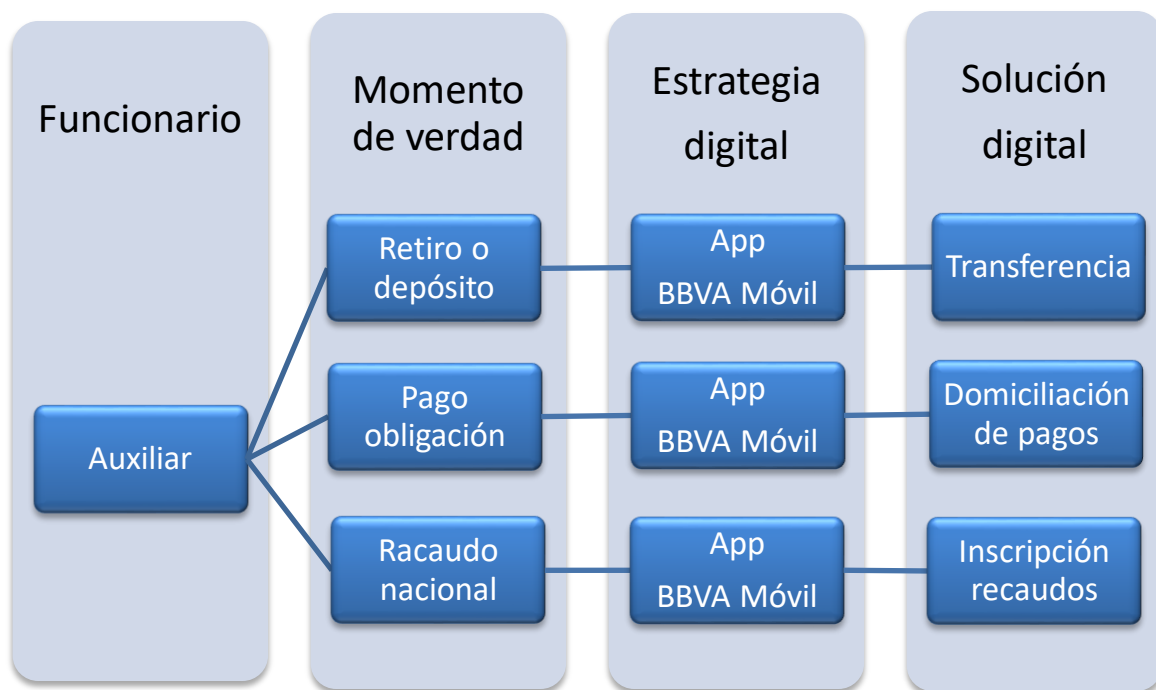 Funcionario
Momento
de verdad
Estrategia
digital
Solución
digital
Auxiliar
Retiro o
depósito
App
BBVA Móvil
Transferencia
Pago
obligación
App
BBVA Móvil
Domiciliación
de pagos
Racaudo
nacional
App
BBVA Móvil
Inscripción
recaudos